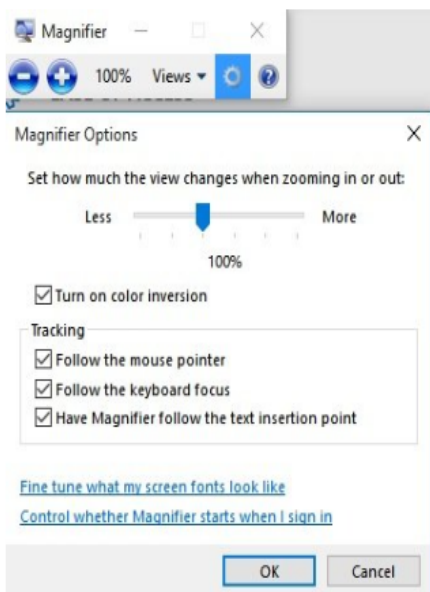 Magnifier
100% Views
Magnifier Options
Set how much the view changes when zooming in or out:
Less More
100%
Turn on color inversion
Tracking
Follow the mouse pointer
Follow the keyboard focus
Have Magnifier follow the text insertion point
Fine tune what my screen fonts look like
Control whether Magnifier starts when I sign in
OK Cancel